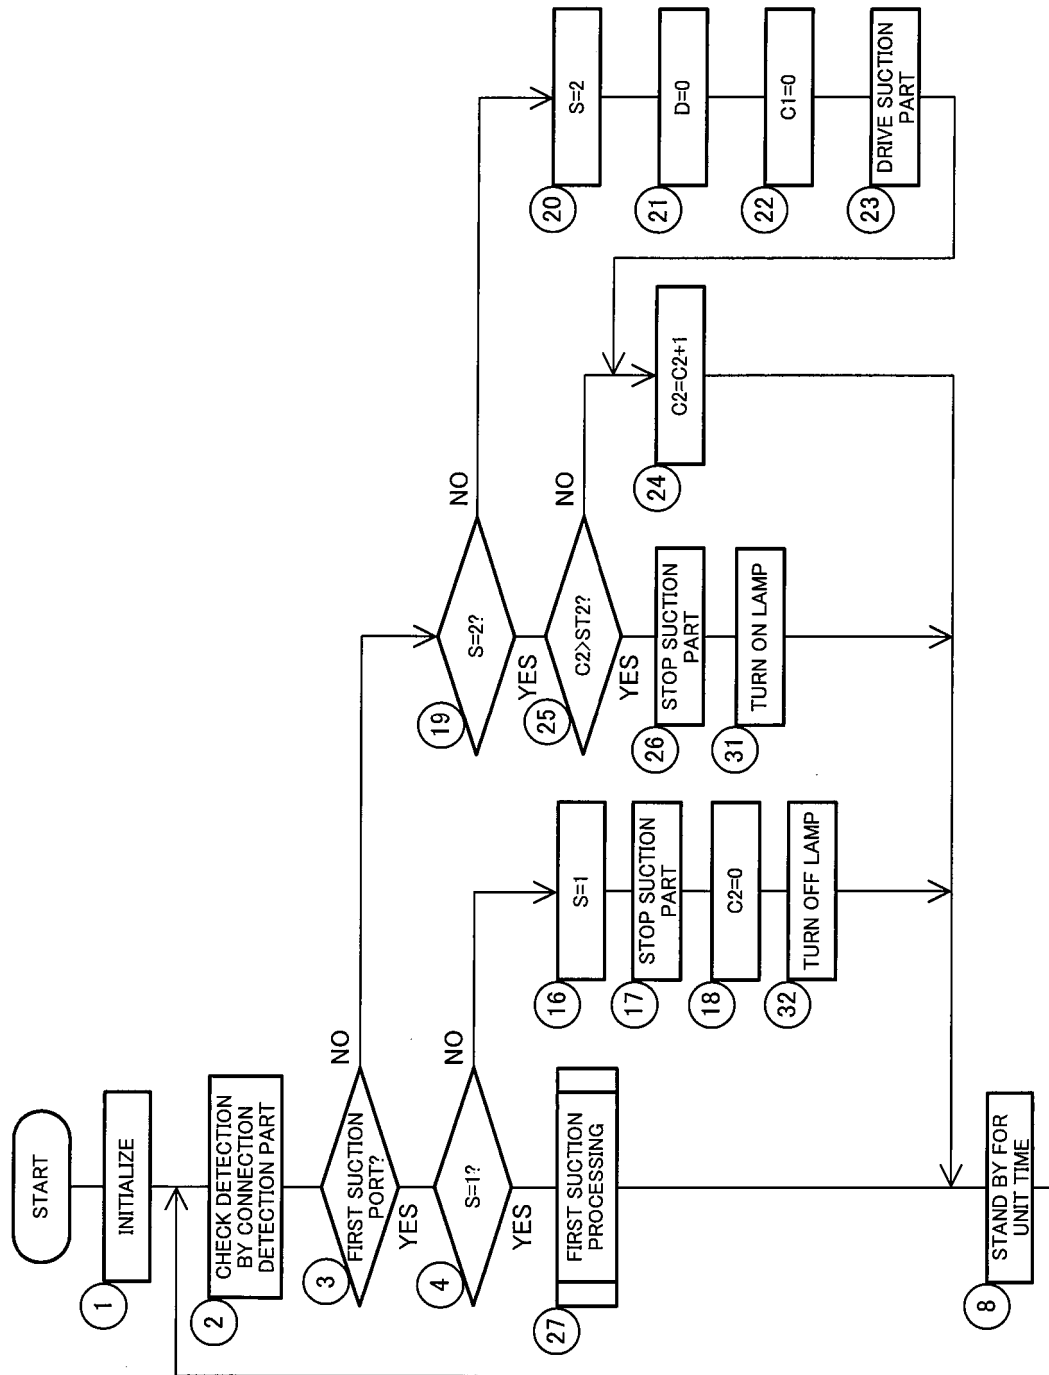 START
1
INITIALIZE
2
CHECK DETECTION
BY CONNECTION
DETECTION PART
3
FIRST SUCTION
PORT?
NO
YES
4
S=1?
NO
YES
27
FIRST SUCTION
PROCESSING
16
S=1
17
STOP SUCTION
PART
18
C2=0
32
TURN OFF LAMP
19
S=2?
NO
YES
25
C2>ST2?
NO
YES
26
STOP SUCTION
PART
31
TURN ON LAMP
24
C2=C2+1
20
S=2
21
D=0
22
C1=0
23
DRIVE SUCTION
PART
8
STAND BY FOR
UNIT TIME